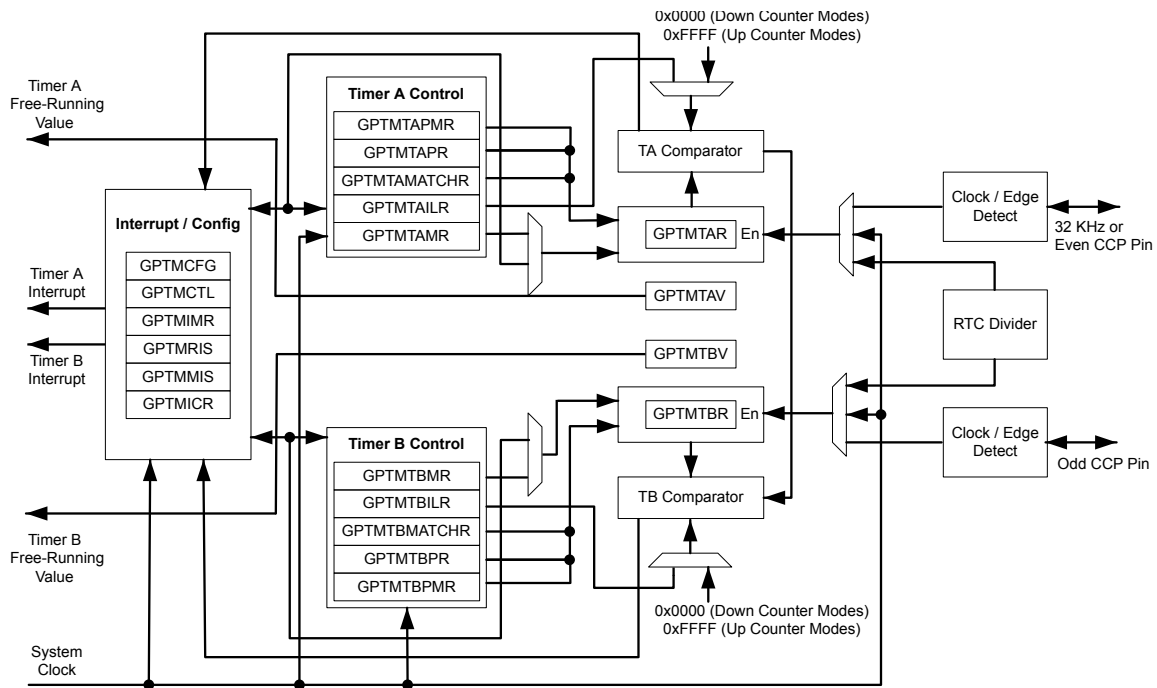 0x0000 (Down Counter Modes)
0xFFFF (Up Counter Modes)
Timer A
Free-Running
Value
Timer A Control
GPTMTAPMR
GPTMTAPR
GPTMTAMATCHR
GPTMTAILR
GPTMTAMR
TA Comparator
GPTMTAR
En
Clock / Edge
Detect
32 KHz or
Even CCP Pin
Interrupt / Config
GPTMCFG
GPTMCTL
GPTMIMR
GPTMRIS
GPTMMIS
GPTMICR
Timer A
Interrupt
Timer B
Interrupt
GPTMTAV
GPTMTBV
RTC Divider
GPTMTBR
En
Clock / Edge
Detect
Odd CCP Pin
Timer B Control
GPTMTBMR
GPTMTBILR
GPTMTBMATCHR
GPTMTBPR
GPTMTBPMR
TB Comparator
Timer B
Free-Running
Value
0x0000 (Down Counter Modes)
0xFFFF (Up Counter Modes)
System
Clock